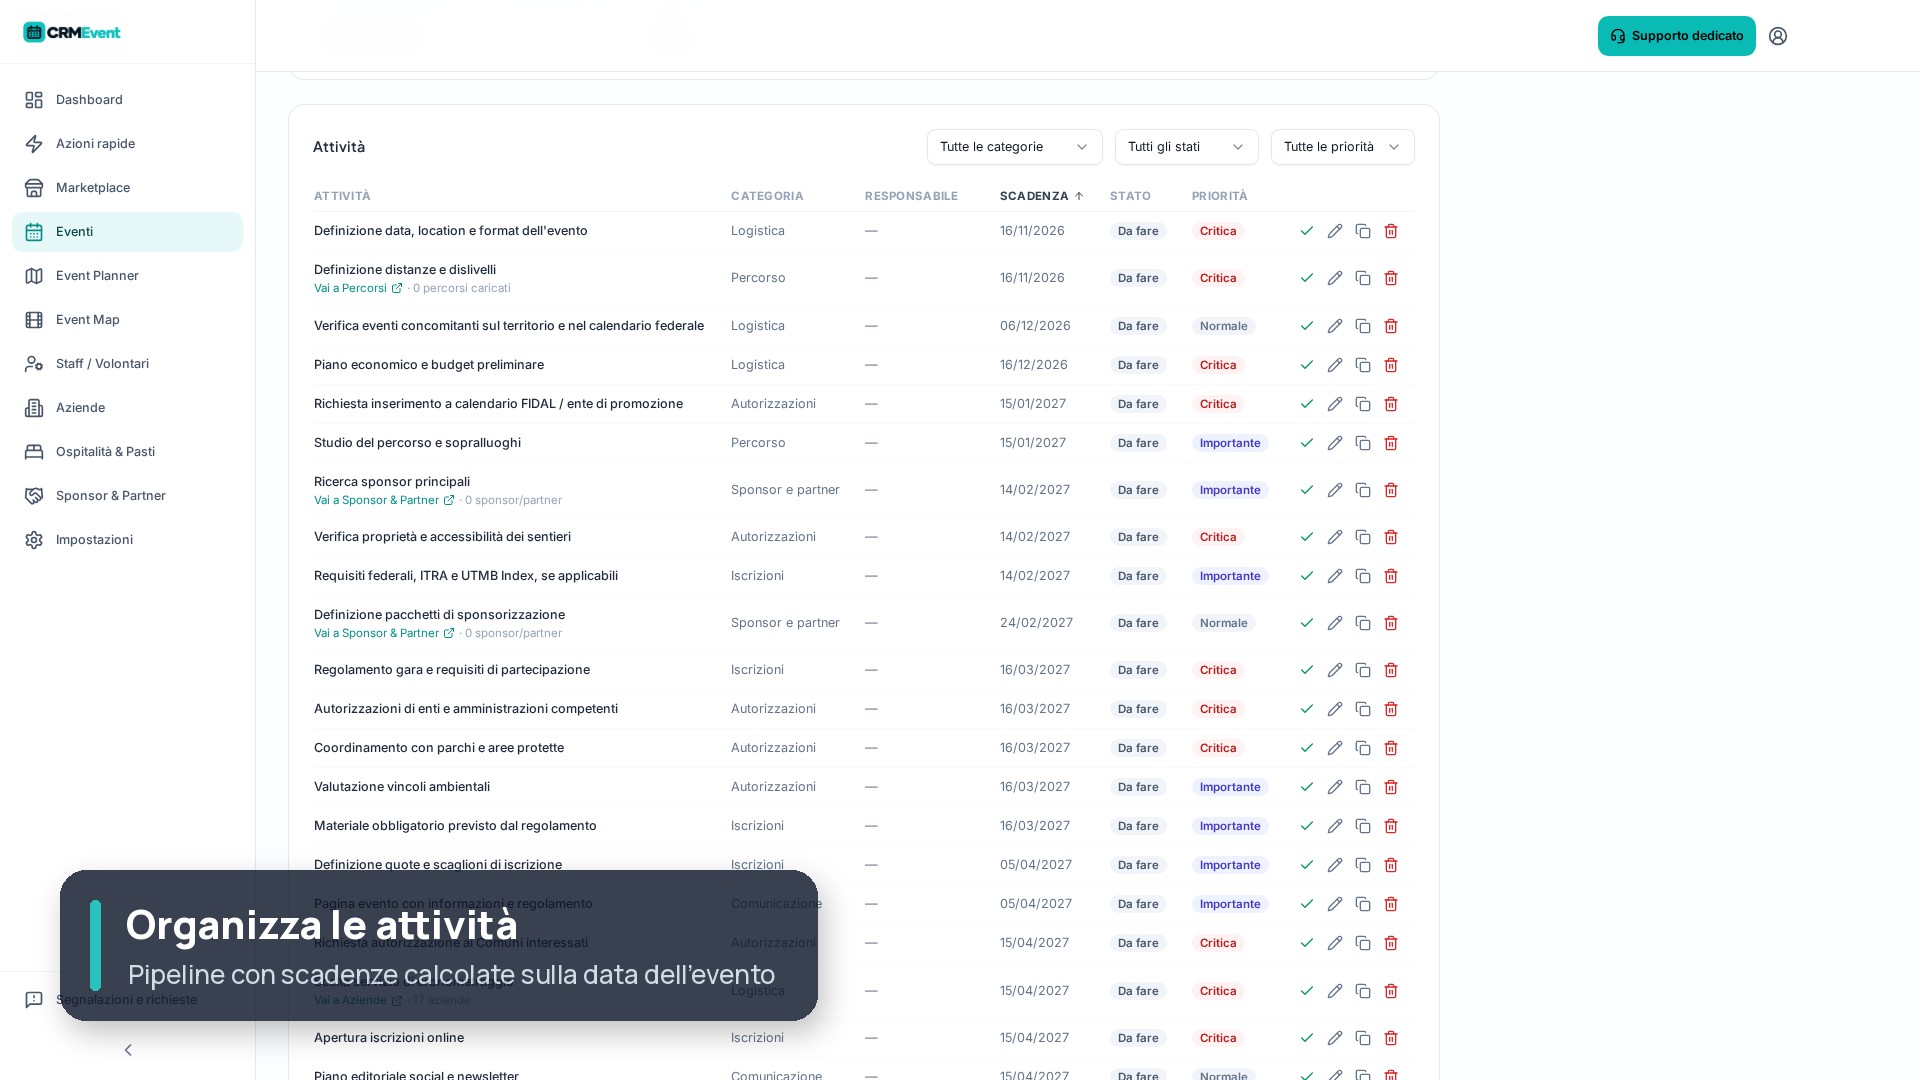 CRMEvent
Supporto dedicato
Dashboard
Azioni rapide
Marketplace
Eventi
Event Planner
Event Map
Staff / Volontari
Aziende
Ospitalità & Pasti
Sponsor & Partner
Impostazioni
Segnalazioni e richieste
Attività
Tutte le categorie
Tutti gli stati
Tutte le priorità
ATTIVITÀ CATEGORIA RESPONSABILE SCADENZA ↑ STATO PRIORITÀ
Definizione data, location e format dell'evento Logistica — 16/11/2026 Da fare Critica
Definizione distanze e dislivelli Percorso — 16/11/2026 Da fare Critica
Vai a Percorsi · 0 percorsi caricati
Verifica eventi concomitanti sul territorio e nel calendario federale Logistica — 06/12/2026 Da fare Normale
Piano economico e budget preliminare Logistica — 16/12/2026 Da fare Critica
Richiesta inserimento a calendario FIDAL / ente di promozione Autorizzazioni — 15/01/2027 Da fare Critica
Studio del percorso e sopralluoghi Percorso — 15/01/2027 Da fare Importante
Ricerca sponsor principali Sponsor e partner — 14/02/2027 Da fare Importante
Vai a Sponsor & Partner · 0 sponsor/partner
Verifica proprietà e accessibilità dei sentieri Autorizzazioni — 14/02/2027 Da fare Critica
Requisiti federali, ITRA e UTMB Index, se applicabili Iscrizioni — 14/02/2027 Da fare Importante
Definizione pacchetti di sponsorizzazione Sponsor e partner — 24/02/2027 Da fare Normale
Vai a Sponsor & Partner · 0 sponsor/partner
Regolamento gara e requisiti di partecipazione Iscrizioni — 16/03/2027 Da fare Critica
Autorizzazioni di enti e amministrazioni competenti Autorizzazioni — 16/03/2027 Da fare Critica
Coordinamento con parchi e aree protette Autorizzazioni — 16/03/2027 Da fare Critica
Valutazione vincoli ambientali Autorizzazioni — 16/03/2027 Da fare Importante
Materiale obbligatorio previsto dal regolamento Iscrizioni — 16/03/2027 Da fare Importante
Definizione quote e scaglioni di iscrizione Iscrizioni — 05/04/2027 Da fare Importante
Pagina evento con informazioni e regolamento Comunicazione — 05/04/2027 Da fare Importante
Richiesta autorizzazione ai Comuni interessati Autorizzazioni — 15/04/2027 Da fare Critica
Logistica — 15/04/2027 Da fare Critica
Vai a Aziende · 17 aziende
Apertura iscrizioni online Iscrizioni — 15/04/2027 Da fare Critica
Piano editoriale social e newsletter Comunicazione — 15/04/2027 Da fare Normale
Organizza le attività
Pipeline con scadenze calcolate sulla data dell'evento